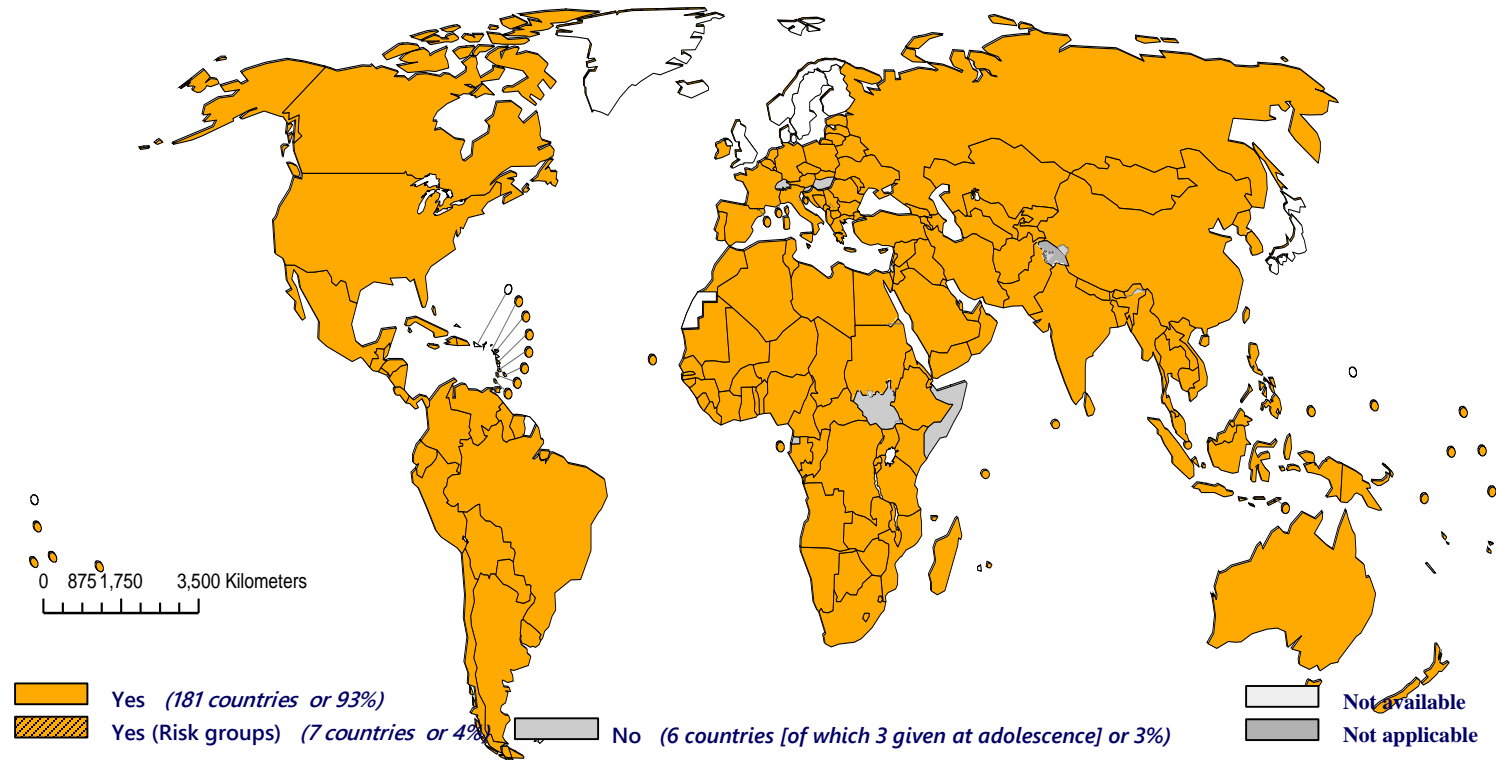 0 875 1,750 3,500 Kilometers
Yes (181 countries or 93%)
Yes (Risk groups) (7 countries or 4%)
No (6 countries [of which 3 given at adolescence] or 3%)
Not available
Not applicable